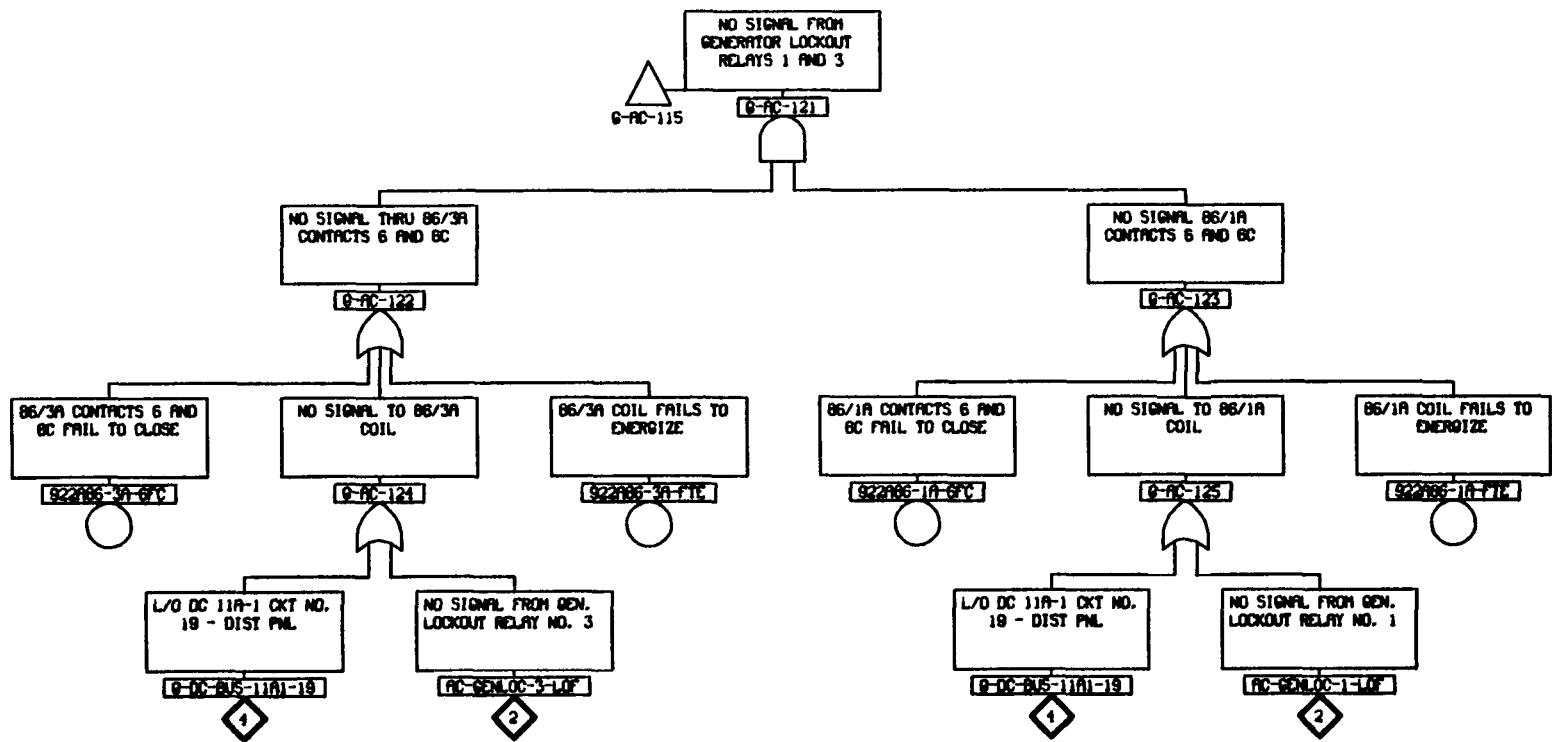 NO SIGNAL FROM
GENERATOR LOCKOUT
RELAYS 1 AND 3
G-AC-115
G-AC-121
NO SIGNAL THRU 86/3A
CONTACTS 6 AND 6C
G-AC-122
NO SIGNAL 86/1A
CONTACTS 6 AND 6C
G-AC-123
86/3A CONTACTS 6 AND
6C FAIL TO CLOSE
922A86-3A-6FC
NO SIGNAL TO 86/3A
COIL
G-AC-124
86/3A COIL FAILS TO
ENERGIZE
922A86-3A-FTE
86/1A CONTACTS 6 AND
6C FAIL TO CLOSE
922A86-1A-6FC
NO SIGNAL TO 86/1A
COIL
G-AC-125
86/1A COIL FAILS TO
ENERGIZE
922A86-1A-FTE
L/O DC 11A-1 CKT NO.
19 - DIST PNL
G-DC-BUS-11A1-19
4
NO SIGNAL FROM GEN.
LOCKOUT RELAY NO. 3
AC-GENLOC-3-LOF
2
L/O DC 11A-1 CKT NO.
19 - DIST PNL
G-DC-BUS-11A1-19
4
NO SIGNAL FROM GEN.
LOCKOUT RELAY NO. 1
AC-GENLOC-1-LOF
2